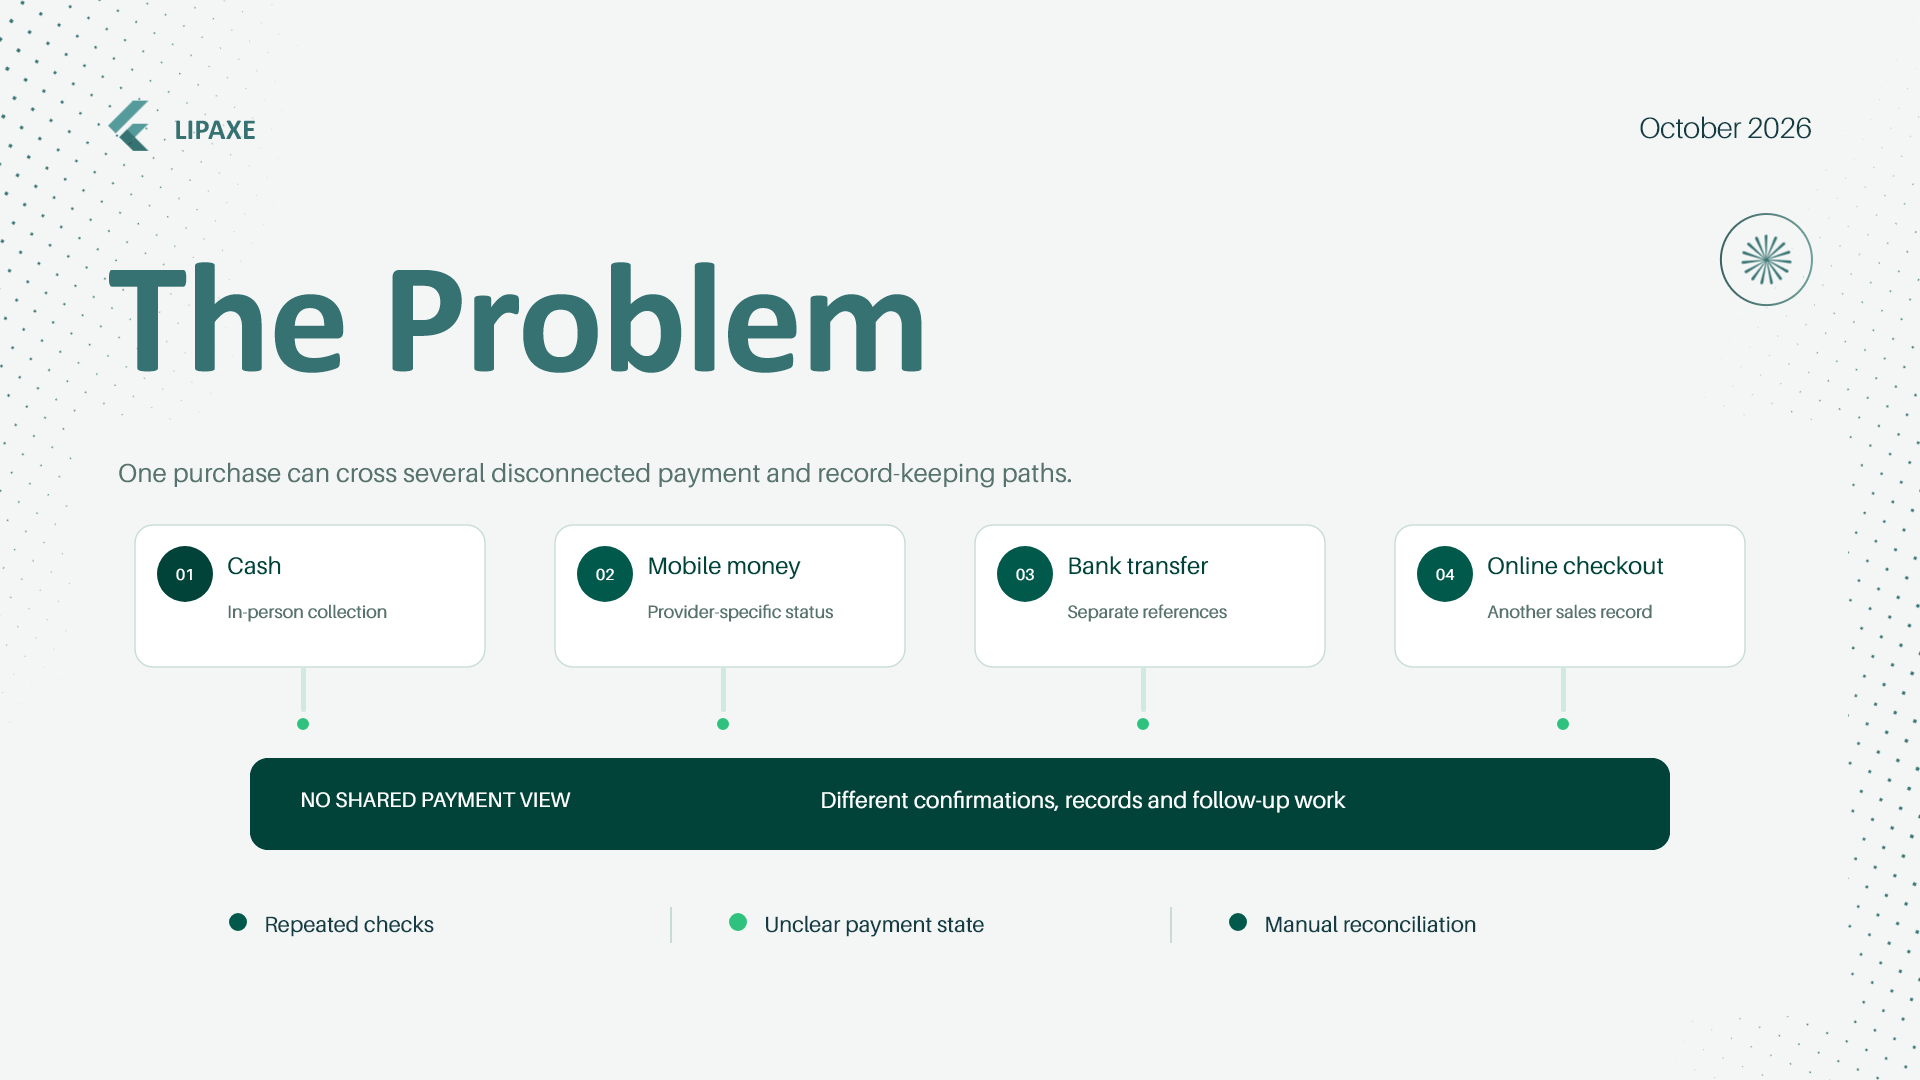 LIPAXE
October 2026
The Problem
One purchase can cross several disconnected payment and record-keeping paths.
01
Cash
In-person collection
02
Mobile money
Provider-specific status
03
Bank transfer
Separate references
04
Online checkout
Another sales record
NO SHARED PAYMENT VIEW
Different confirmations, records and follow-up work
Repeated checks
Unclear payment state
Manual reconciliation